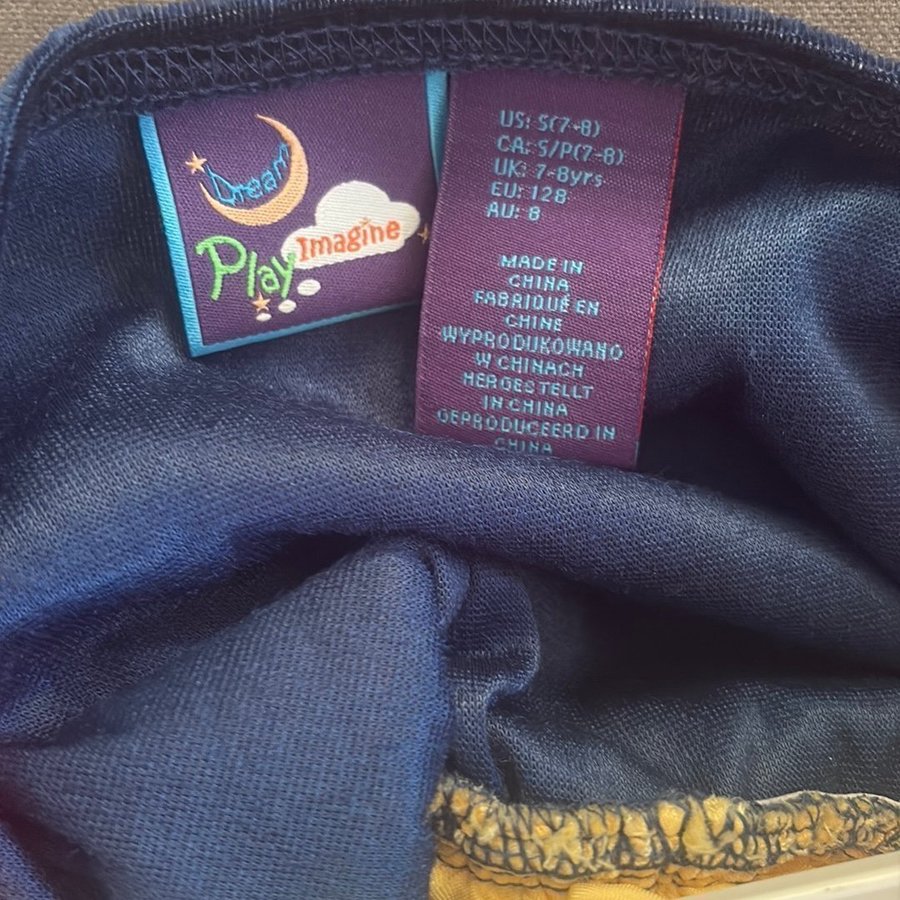 Dream
Play Imagine
US: S(7-8)
CA: S/P(7-8)
UK: 7-8yrs
EU: 128
AU: 8
MADE IN
CHINA
FABRIQUÉ EN
CHINE
WYPRODUKOWANO
W CHINACH
HERGESTELLT
IN CHINA
GEPRODUCEERD IN
CHINA